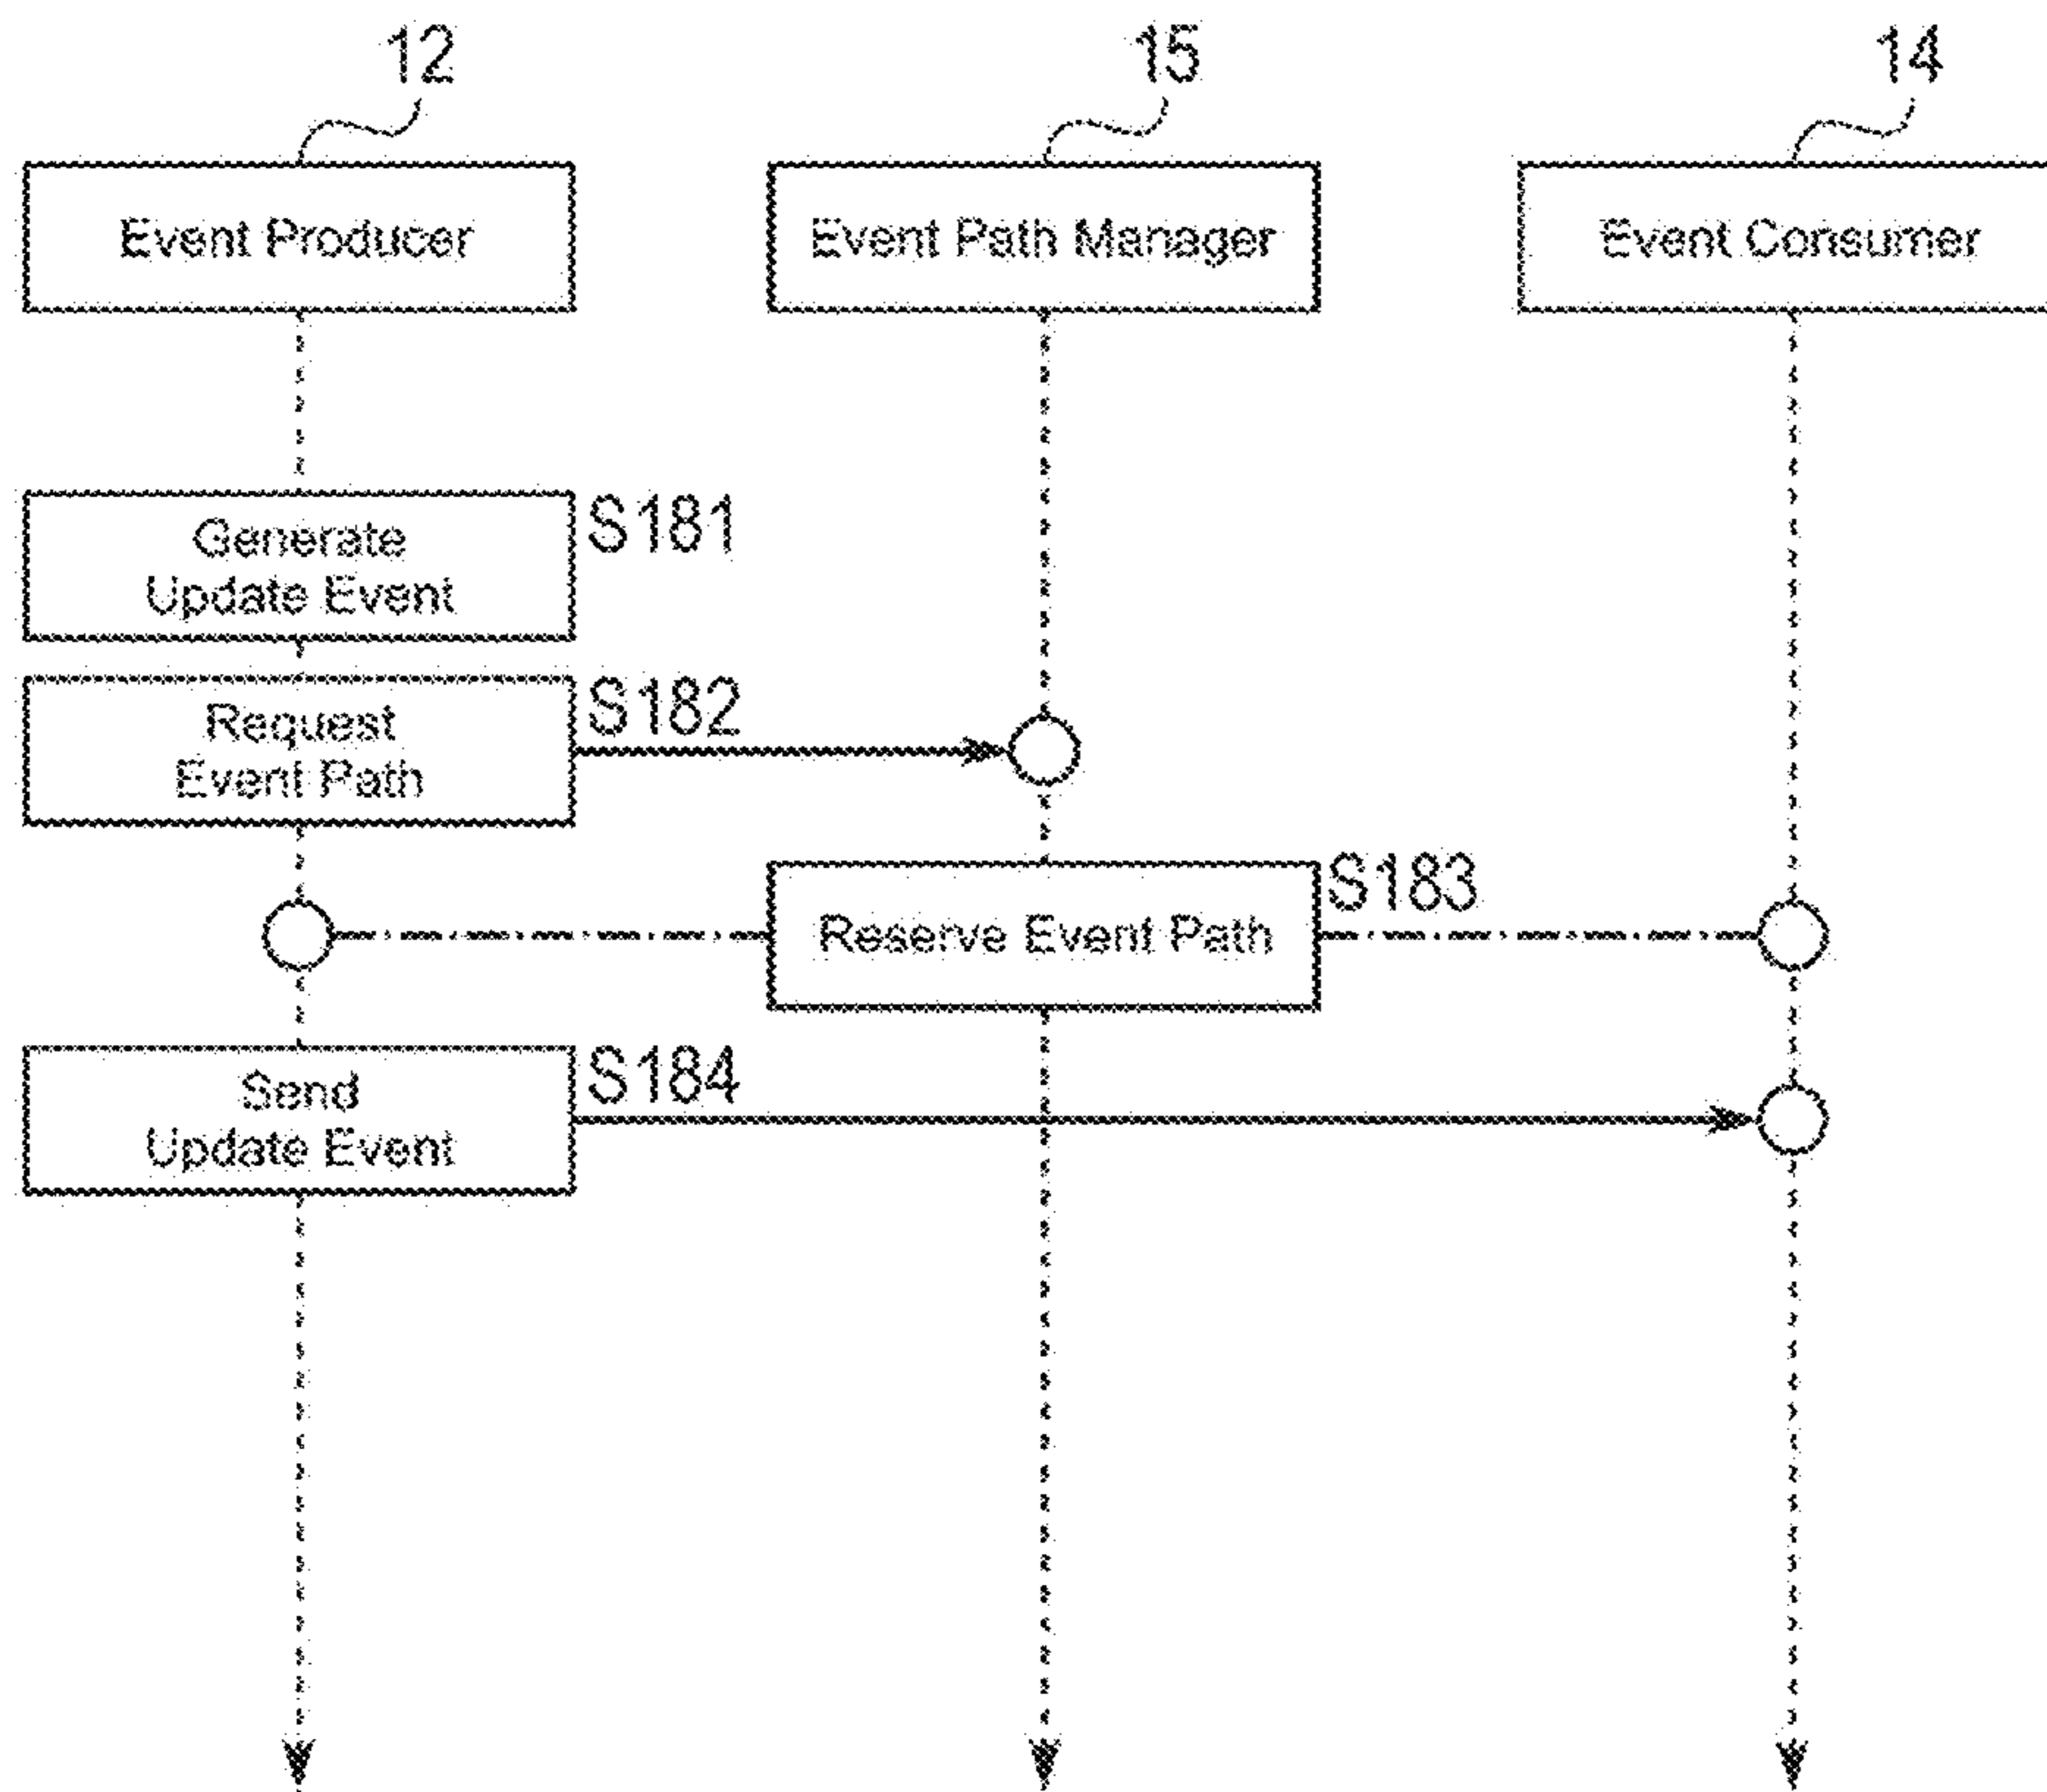 12
15
14
Event Producer
Event Path Manager
Event Consumer
Generate
Update Event
S181
Request
Event Path
S182
Reserve Event Path
S183
Send
Update Event
S184